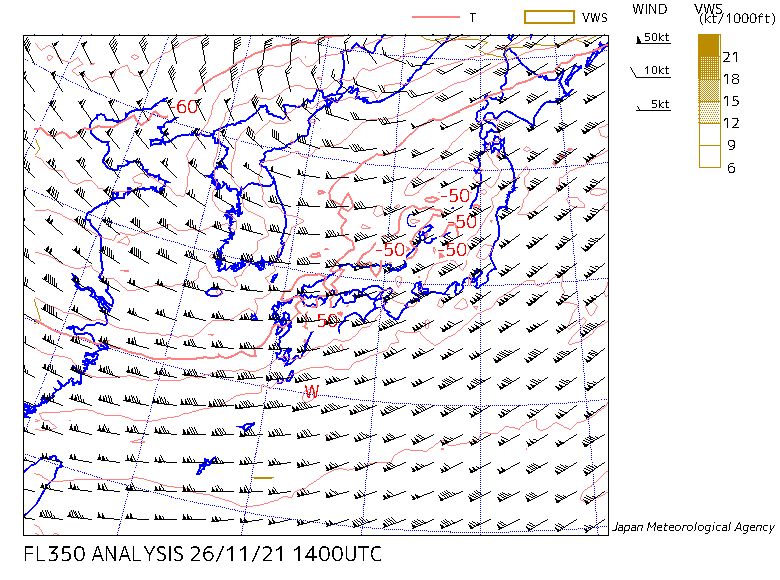 T VWS WIND VWS
(kt/1000ft)
50kt
10kt
5kt
21
18
15
12
9
6
-60
-50
-50
-50 -50
50
W
Japan Meteorological Agency
FL350 ANALYSIS 26/11/21 1400UTC